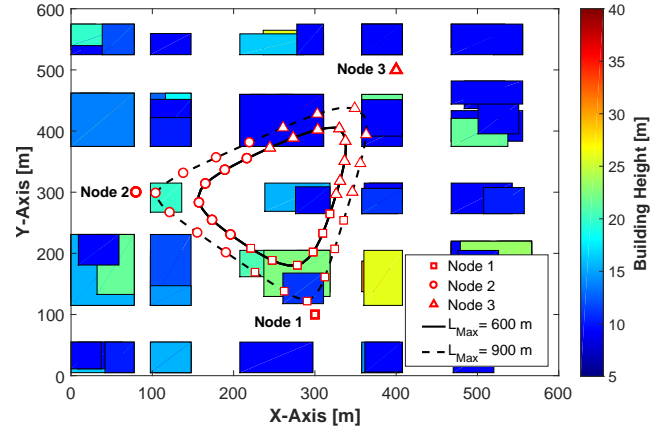 600
500
400
300
200
100
0
Y-Axis [m]
0
100
200
300
400
500
600
X-Axis [m]
Node 3
Node 2
Node 1
Node 1
Node 2
Node 3
L_Max= 600 m
L_Max= 900 m
40
35
30
25
20
15
10
5
Building Height [m]